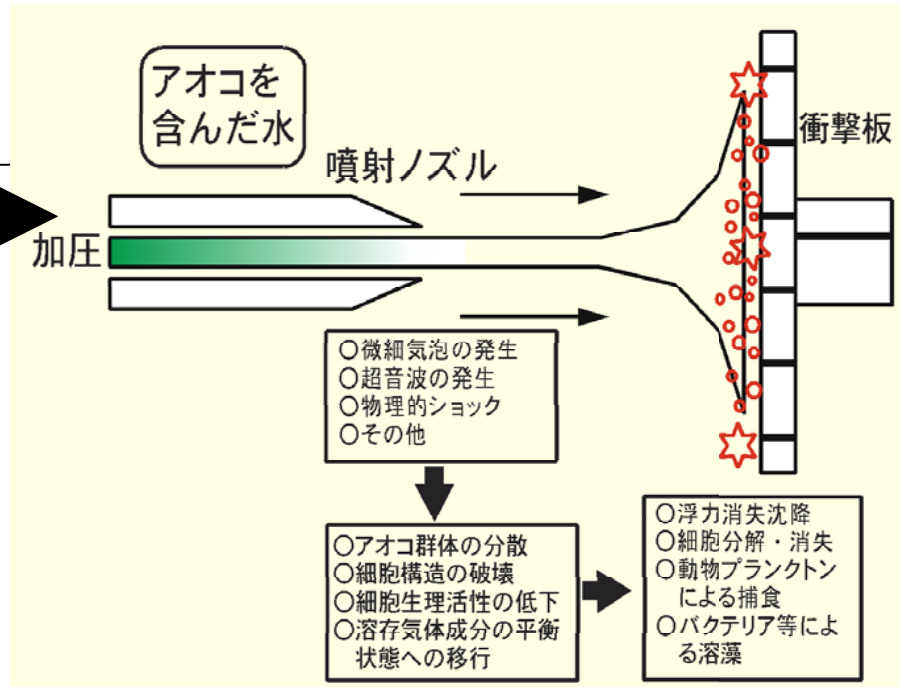 アオコを
含んだ水
噴射ノズル
衝撃板
加圧
○微細気泡の発生
○超音波の発生
○物理的ショック
○その他
○アオコ群体の分散
○細胞構造の破壊
○細胞生理活性の低下
○溶存気体成分の平衡
状態への移行
○浮力消失沈降
○細胞分解・消失
○動物プランクトン
による捕食
○バクテリア等によ
る溶藻